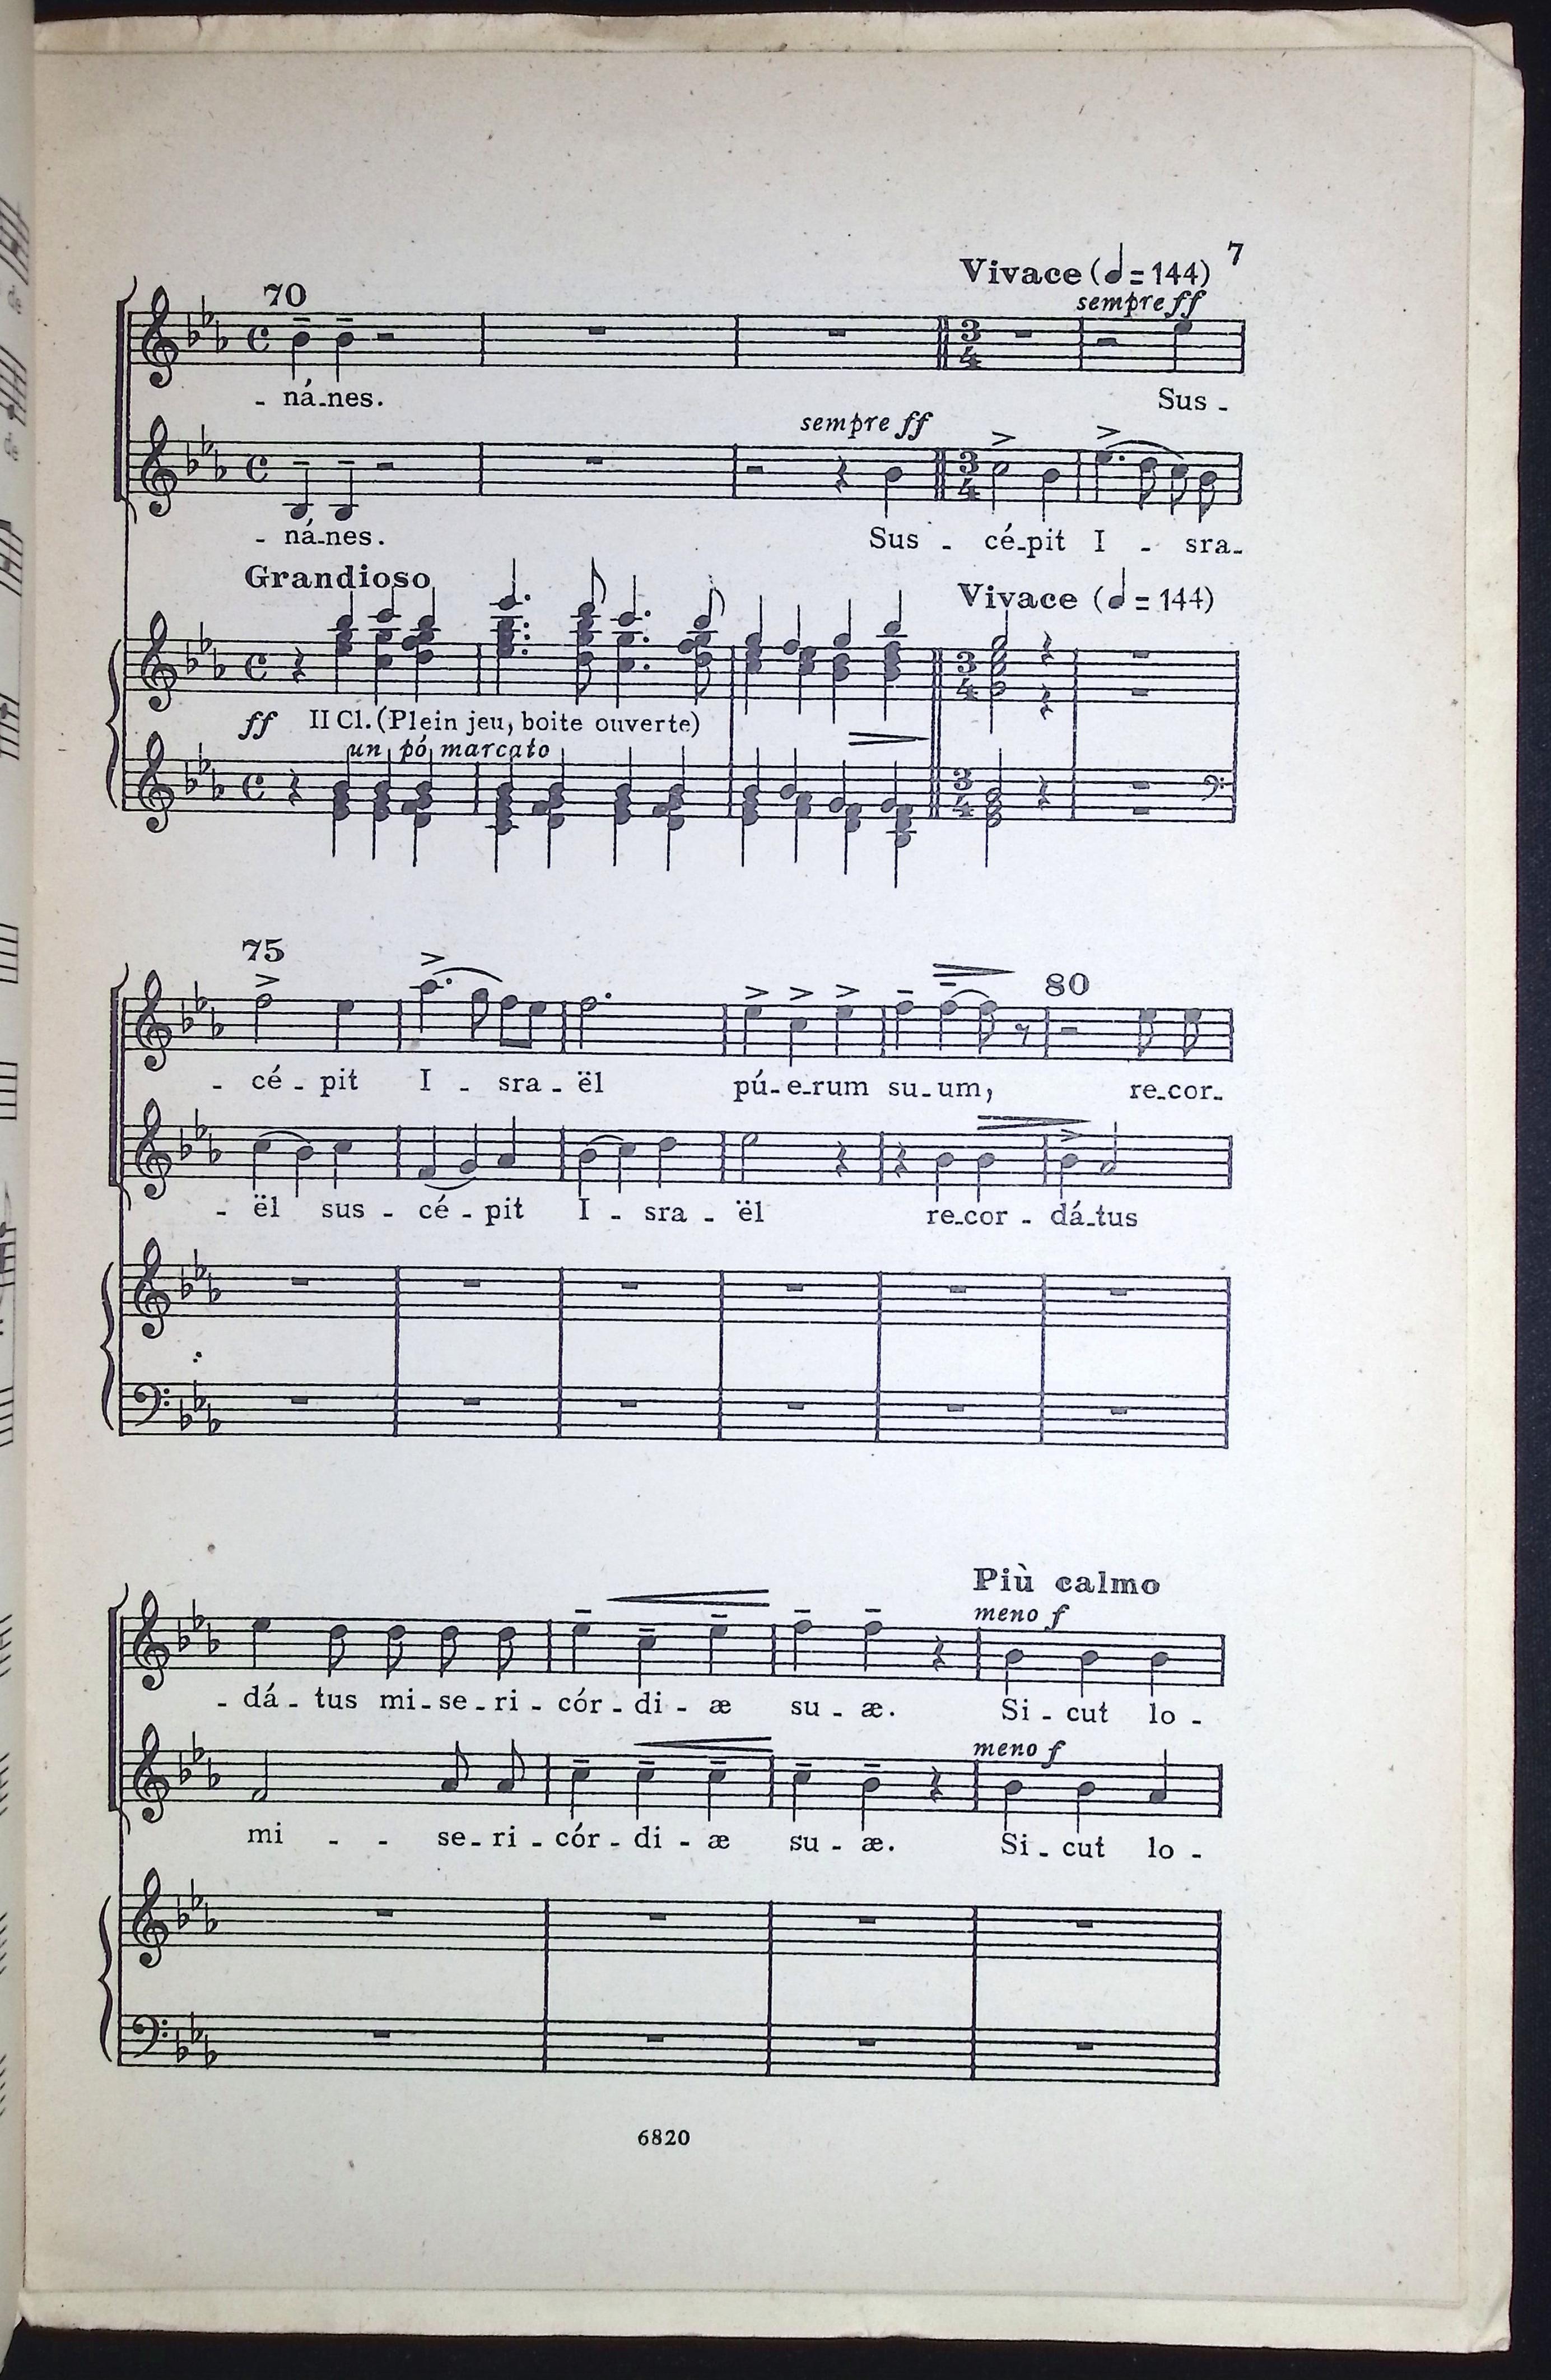 7
Vivace (♩ = 144)
70
sempre ff
- ná-nes. Sus -
sempre ff
- ná-nes. Sus - cé-pit I - sra-
Grandioso Vivace (♩ = 144)
ff II Cl. (Plein jeu, boite ouverte)
un pó marcato
75
80
- cé - pit I - sra - ël pú-e-rum su-um, re-cor-
- ël sus - cé - pit I - sra - ël re-cor - dá-tus
Più calmo
meno f
- dá - tus mi-se-ri-cór-di-æ su-æ. Si-cut lo-
meno f
mi - - se-ri-cór-di-æ su-æ. Si-cut lo-
6820